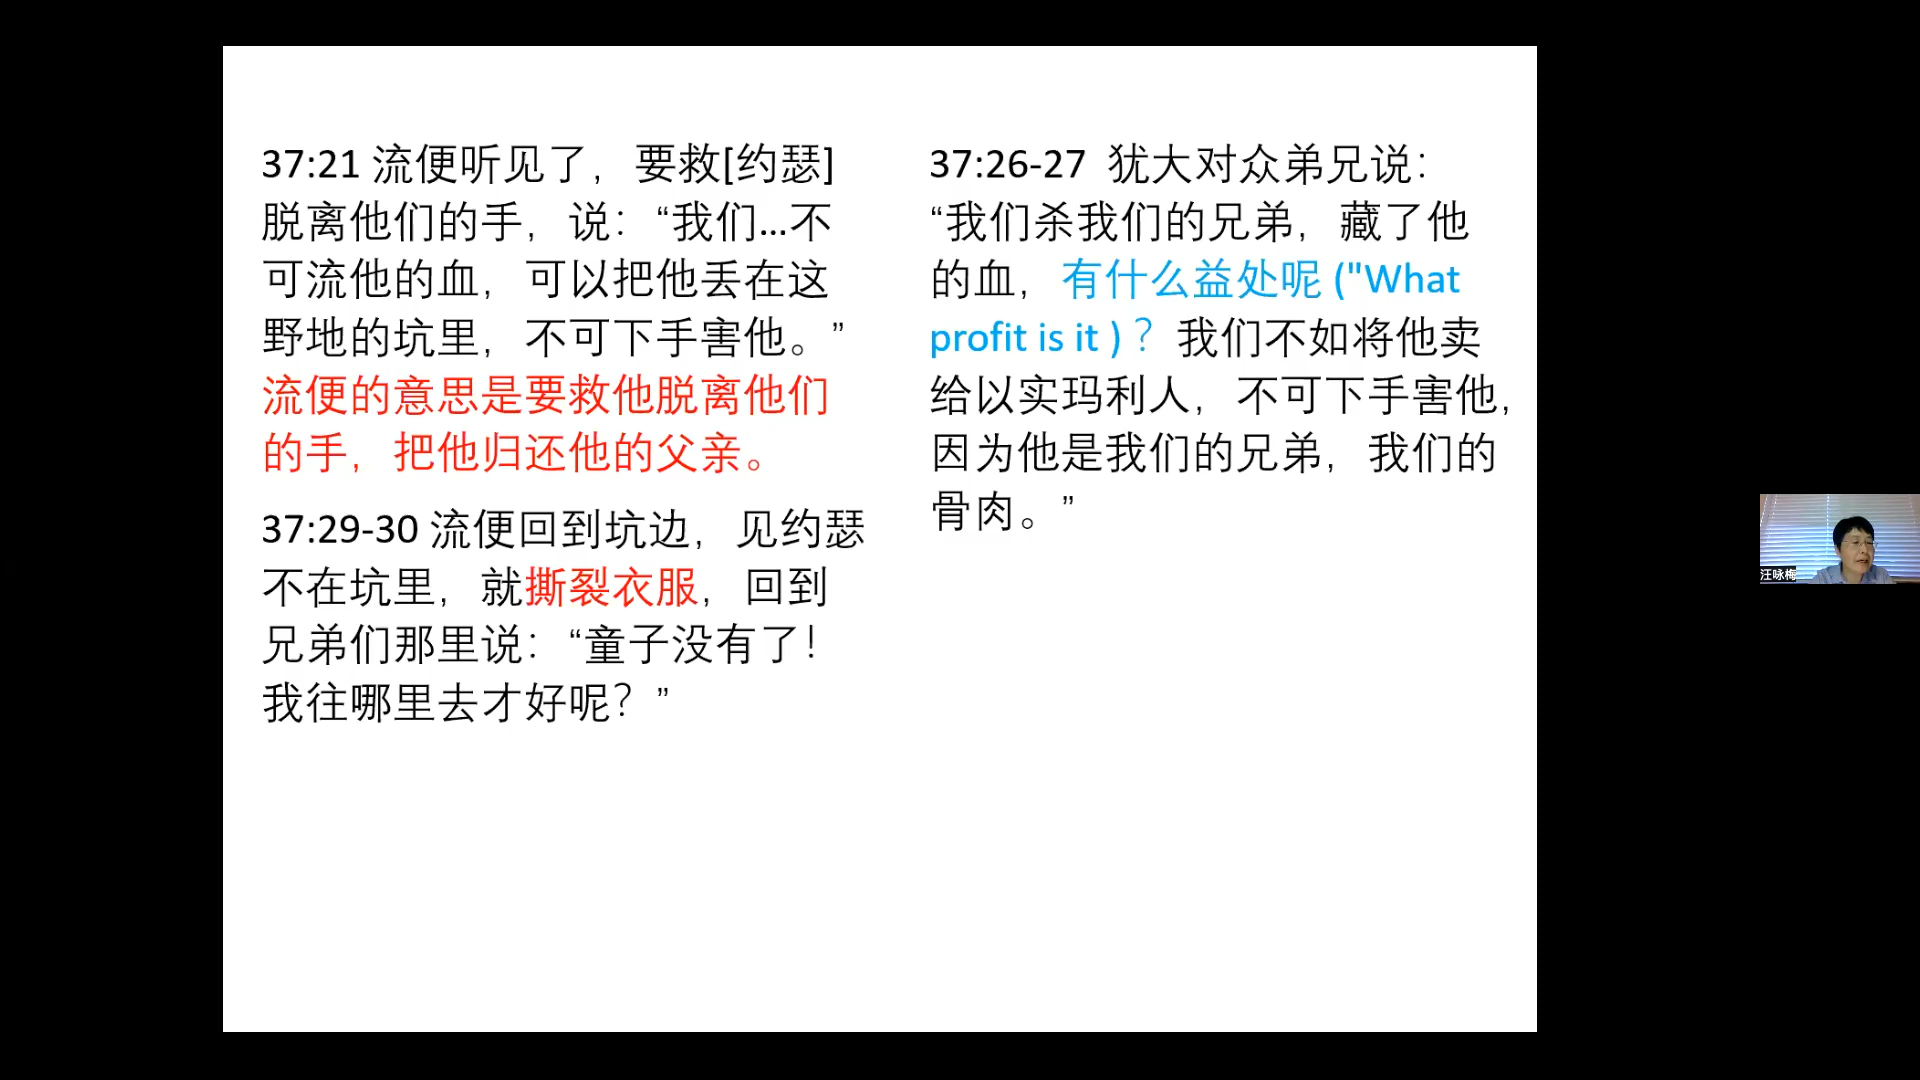 37:21 流便听见了，要救[约瑟]
脱离他们的手，说：“我们...不
可流他的血，可以把他丢在这
野地的坑里，不可下手害他。”
流便的意思是要救他脱离他们
的手，把他归还他的父亲。
37:29-30 流便回到坑边，见约瑟
不在坑里，就撕裂衣服，回到
兄弟们那里说：“童子没有了！
我往哪里去才好呢？”
37:26-27 犹大对众弟兄说：
“我们杀我们的兄弟，藏了他
的血，有什么益处呢 ("What
profit is it )？我们不如将他卖
给以实玛利人，不可下手害他，
因为他是我们的兄弟，我们的
骨肉。”
汪咏梅